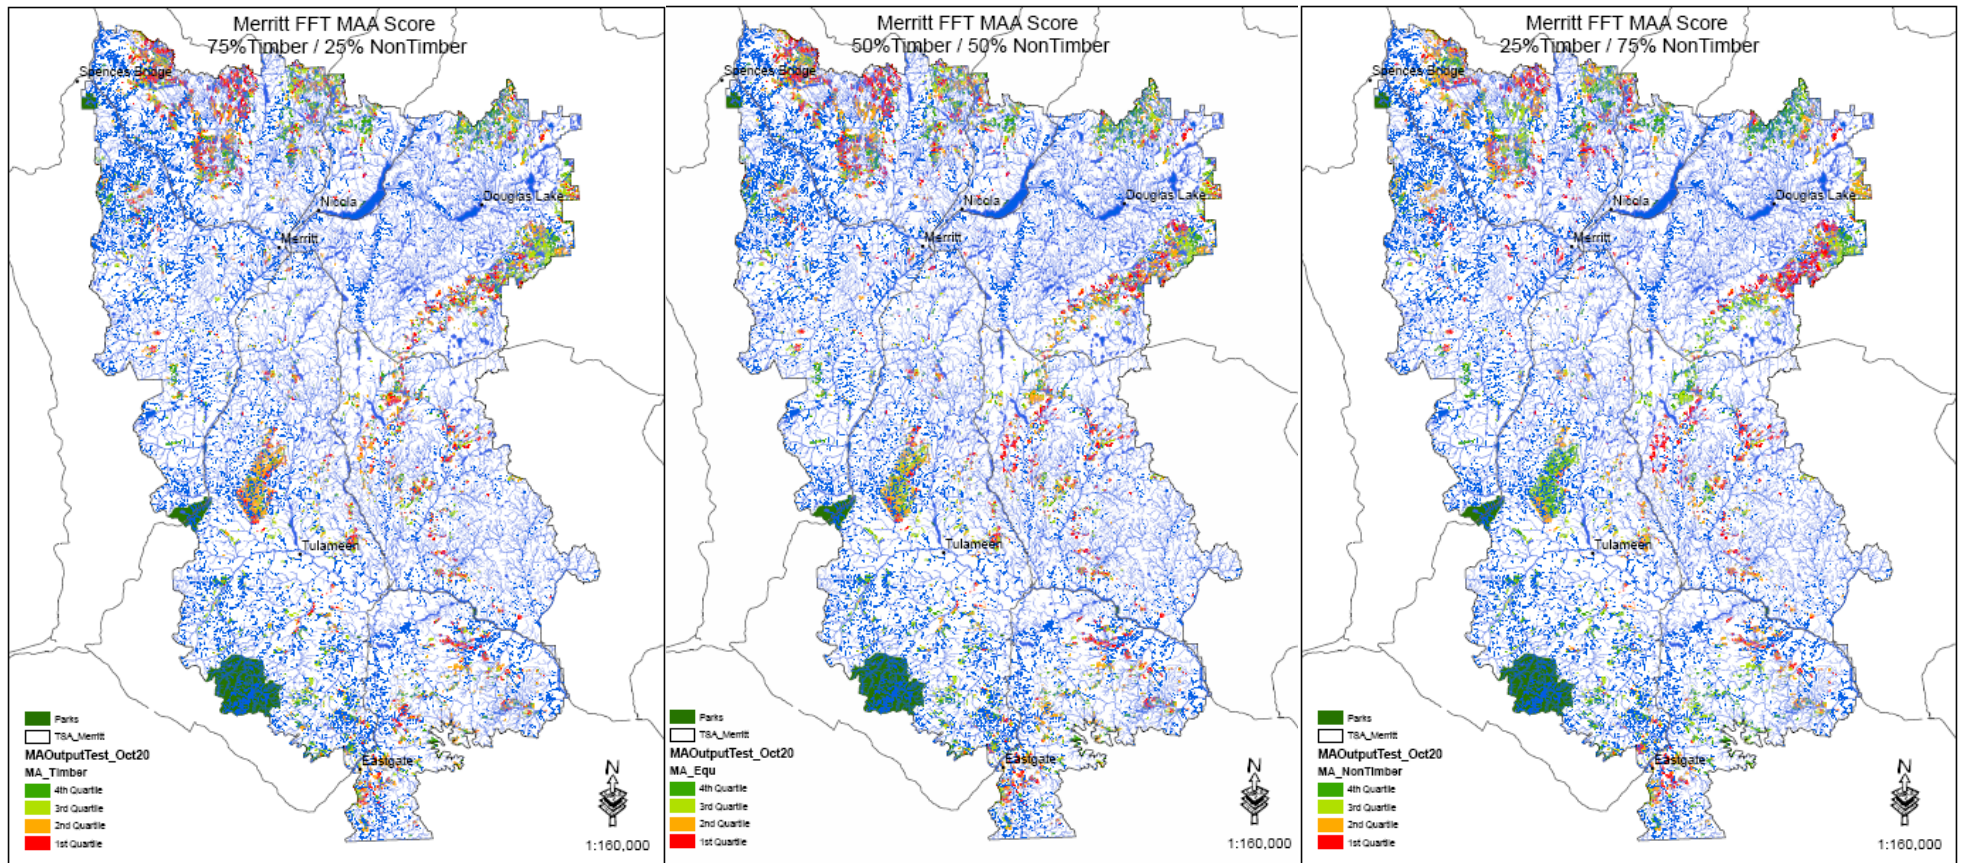 Merritt FFT MAA Score
75%Timber / 25% NonTimber
Spences Bridge
Douglas Lake
Nicola
Merritt
Tulameen
Eastgate
Parks
TSA_Merritt
MAOutputTest_Oct20
MA_Timber
4th Quartile
3rd Quartile
2nd Quartile
1st Quartile
N
1:160,000
Merritt FFT MAA Score
50%Timber / 50% NonTimber
Spences Bridge
Douglas Lake
Nicola
Merritt
Tulameen
Eastgate
Parks
TSA_Merritt
MAOutputTest_Oct20
MA_Equ
4th Quartile
3rd Quartile
2nd Quartile
1st Quartile
N
1:160,000
Merritt FFT MAA Score
25%Timber / 75% NonTimber
Spences Bridge
Douglas Lake
Nicola
Merritt
Tulameen
Eastgate
Parks
TSA_Merritt
MAOutputTest_Oct20
MA_NonTimber
4th Quartile
3rd Quartile
2nd Quartile
1st Quartile
N
1:160,000